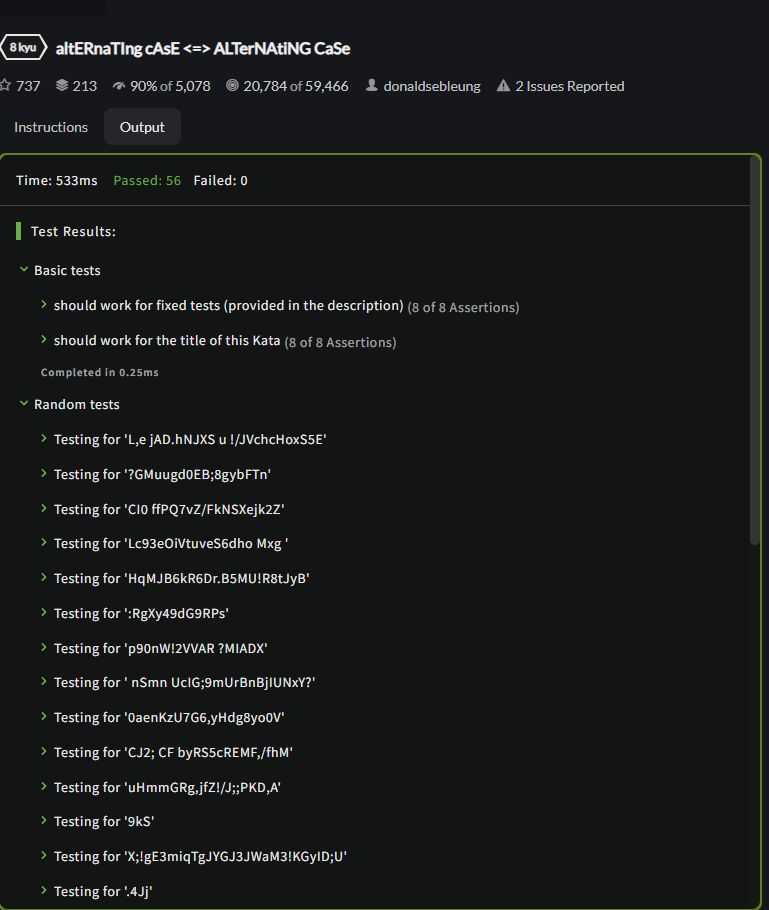 8 kyu altERnaTIng cAsE <=> ALTerNAtiNG CaSe
737 213 90% of 5,078 20,784 of 59,466 donaldsebleung 2 Issues Reported
Instructions Output
Time: 533ms Passed: 56 Failed: 0
Test Results:
Basic tests
should work for fixed tests (provided in the description) (8 of 8 Assertions)
should work for the title of this Kata (8 of 8 Assertions)
Completed in 0.25ms
Random tests
Testing for 'L,e jAD.hNJXS u !/JVchcHoxS5E'
Testing for '?GMuugd0EB;8gybFTn'
Testing for 'CI0 ffPQ7vZ/FkNSXejk2Z'
Testing for 'Lc93eOiVtuveS6dho Mxg '
Testing for 'HqMJB6kR6Dr.B5MU!R8tJyB'
Testing for ':RgXy49dG9RPs'
Testing for 'p90nW!2VVAR ?MIADX'
Testing for ' nSmn UcIG;9mUrBnBjIUNxY?'
Testing for '0aenKzU7G6,yHdg8yo0V'
Testing for 'CJ2; CF byRS5cREMF,/fhM'
Testing for 'uHmmGRg,jfZ!/J;;PKD,A'
Testing for '9kS'
Testing for 'X;!gE3miqTgJYGJ3JWaM3!KGyID;U'
Testing for '.4Jj'